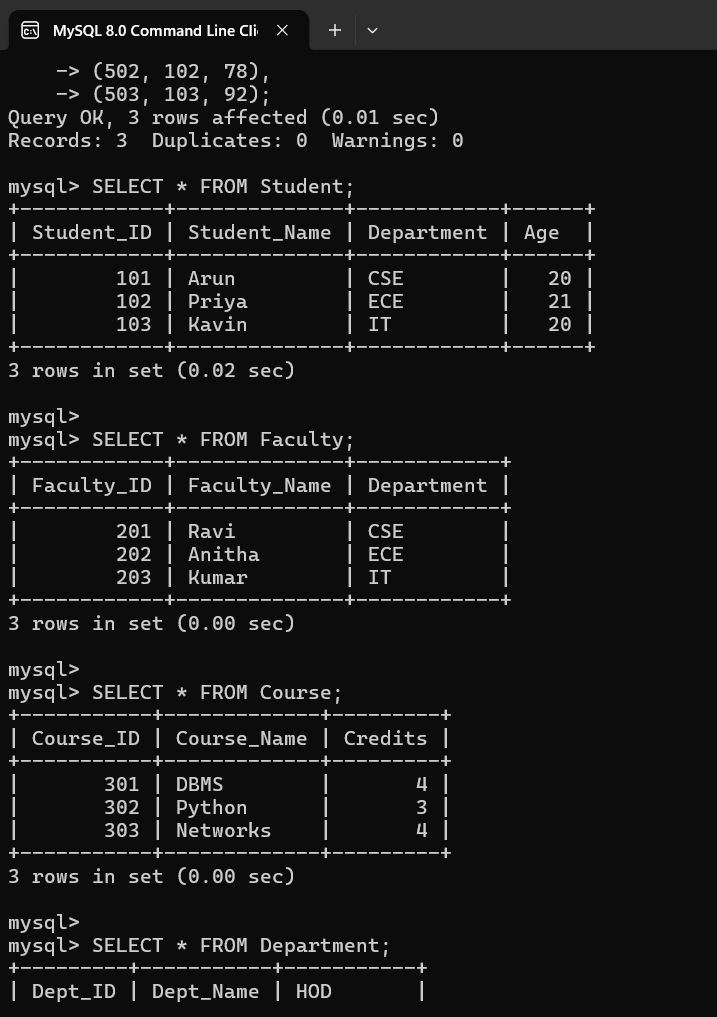 MySQL 8.0 Command Line Cli
    -> (502, 102, 78),
    -> (503, 103, 92);
Query OK, 3 rows affected (0.01 sec)
Records: 3  Duplicates: 0  Warnings: 0
mysql> SELECT * FROM Student;
+------------+--------------+------------+------+
| Student_ID | Student_Name | Department | Age  |
+------------+--------------+------------+------+
|        101 | Arun         | CSE        |   20 |
|        102 | Priya        | ECE        |   21 |
|        103 | Kavin        | IT         |   20 |
+------------+--------------+------------+------+
3 rows in set (0.02 sec)
mysql>
mysql> SELECT * FROM Faculty;
+------------+--------------+------------+
| Faculty_ID | Faculty_Name | Department |
+------------+--------------+------------+
|        201 | Ravi         | CSE        |
|        202 | Anitha       | ECE        |
|        203 | Kumar        | IT         |
+------------+--------------+------------+
3 rows in set (0.00 sec)
mysql>
mysql> SELECT * FROM Course;
+-----------+-------------+---------+
| Course_ID | Course_Name | Credits |
+-----------+-------------+---------+
|       301 | DBMS        |       4 |
|       302 | Python      |       3 |
|       303 | Networks    |       4 |
+-----------+-------------+---------+
3 rows in set (0.00 sec)
mysql>
mysql> SELECT * FROM Department;
+---------+-----------+-----------+
| Dept_ID | Dept_Name | HOD       |